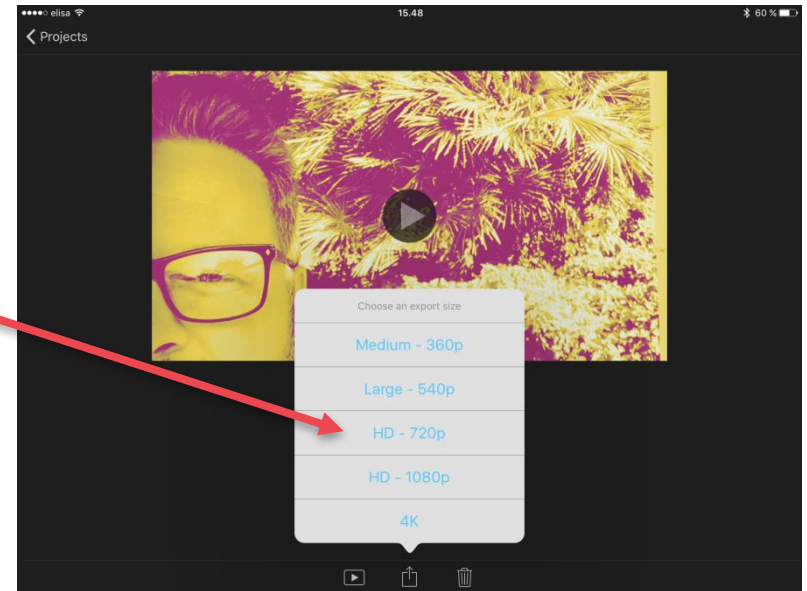 elisa 15.48 60 %
Projects
Choose an export size
Medium - 360p
Large - 540p
HD - 720p
HD - 1080p
4K